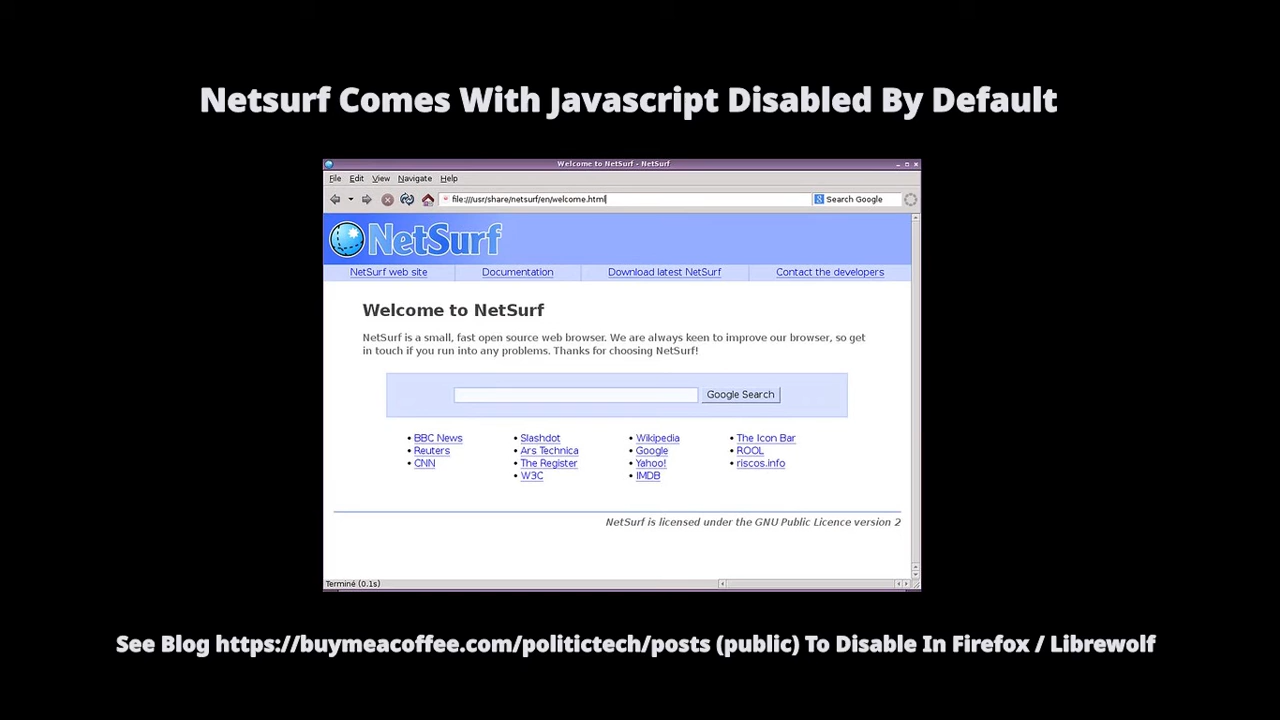 Netsurf Comes With Javascript Disabled By Default
Welcome to NetSurf - NetSurf
File Edit View Navigate Help
file:///usr/share/netsurf/en/welcome.html Search Google
NetSurf
NetSurf web site Documentation Download latest NetSurf Contact the developers
Welcome to NetSurf
NetSurf is a small, fast open source web browser. We are always keen to improve our browser, so get
in touch if you run into any problems. Thanks for choosing NetSurf!
Google Search
• BBC News • Slashdot • Wikipedia • The Icon Bar
• Reuters • Ars Technica • Google • ROOL
• CNN • The Register • Yahoo! • riscos.info
• W3C • IMDB
NetSurf is licensed under the GNU Public Licence version 2
Terminé (0.1s)
See Blog https://buymeacoffee.com/politictech/posts (public) To Disable In Firefox / Librewolf